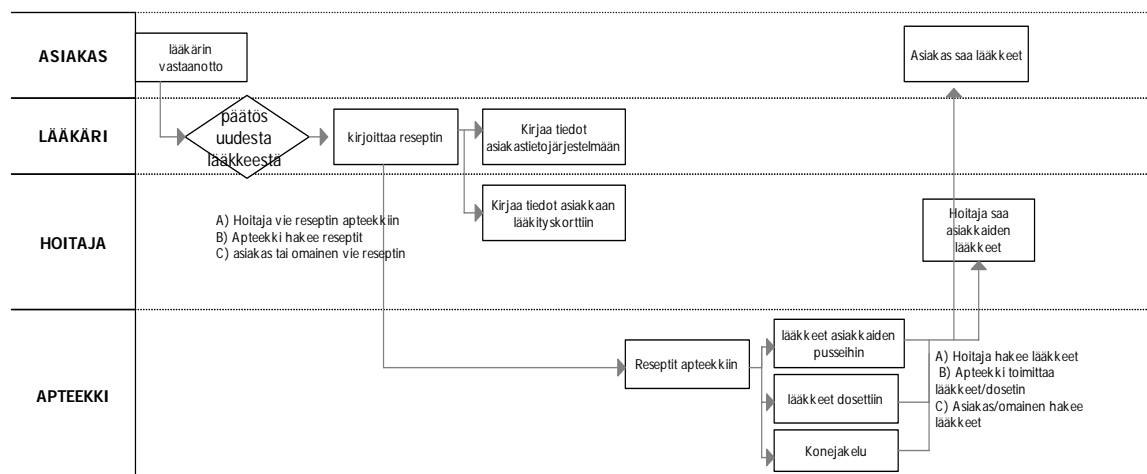 ASIAKAS
lääkärin
vastaanotto
Asiakas saa lääkkeet
LÄÄKÄRI
päätös
uudesta
lääkkeestä
kirjoittaa reseptin
Kirjaa tiedot
asiakastietojärjestelmään
HOITAJA
A) Hoitaja vie reseptin apteekkiin
B) Apteekki hakee reseptit
C) asiakas tai omainen vie reseptin
Kirjaa tiedot asiakkaan
lääkityskorttiin
Hoitaja saa
asiakkaiden
lääkkeet
APTEEKKI
Reseptit apteekkiin
lääkkeet asiakkaiden
pusseihin
lääkkeet dosettiin
Konejakelu
A) Hoitaja hakee lääkkeet
B) Apteekki toimittaa
lääkkeet/dosetin
C) Asiakas/omainen hakee
lääkkeet